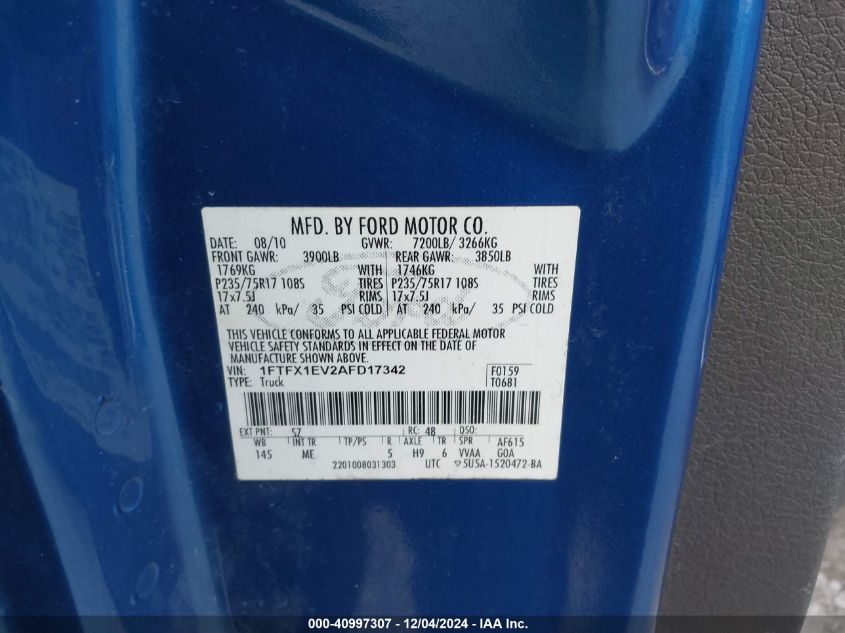 MFD. BY FORD MOTOR CO.
DATE: 08/10 GVWR: 7200LB/ 3266KG
FRONT GAWR: 3900LB REAR GAWR: 3850LB
1769KG WITH 1746KG WITH
P235/75R17 108S TIRES P235/75R17 108S TIRES
17x7.5J RIMS 17x7.5J RIMS
AT 240 kPa/ 35 PSI COLD AT 240 kPa/ 35 PSI COLD
Ford
THIS VEHICLE CONFORMS TO ALL APPLICABLE FEDERAL MOTOR
VEHICLE SAFETY STANDARDS IN EFFECT ON THE DATE OF
MANUFACTURE SHOWN ABOVE.
VIN: 1FTFX1EV2AFD17342 F0159
TYPE: Truck T0681
EXT PNT: S7 RC: 48 DSO:
WB INT TR TP/PS R AXLE TR SPR AF615
145 ME 5 H9 6 VVAA GOA
2201008031303 UTC ▽5U5A-1520472-BA
000-40997307 - 12/04/2024 - IAA Inc.